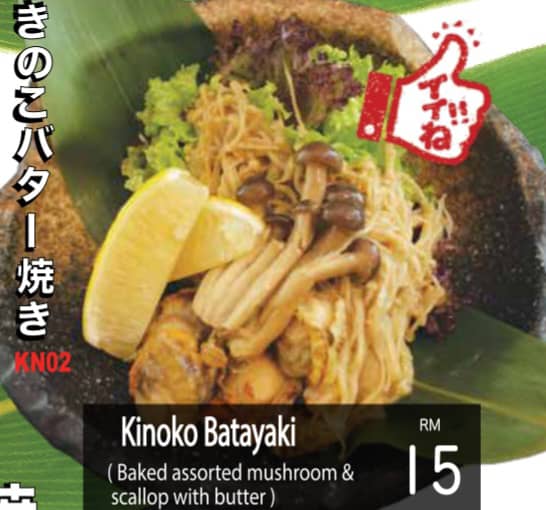 きのこバター焼き
KN02
イイ!!ね
Kinoko Batayaki
( Baked assorted mushroom &
scallop with butter )
RM
15